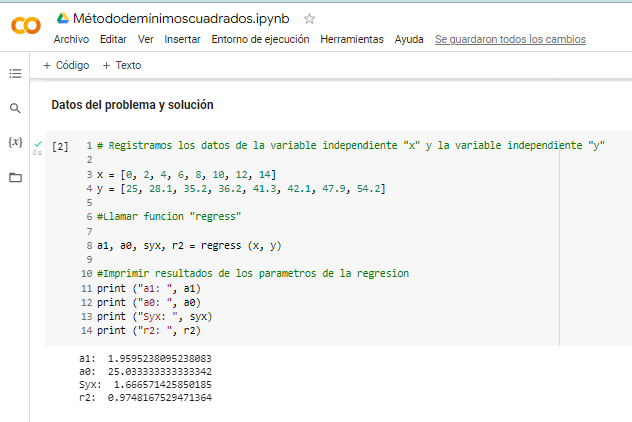 CO Métododemínimoscuadrados.ipynb
Archivo Editar Ver Insertar Entorno de ejecución Herramientas Ayuda Se guardaron todos los cambios
+ Código + Texto
Datos del problema y solución
[2] 1 # Registramos los datos de la variable independiente "x" y la variable independiente "y"
0 s 2
{x} 3 x = [0, 2, 4, 6, 8, 10, 12, 14]
4 y = [25, 28.1, 35.2, 36.2, 41.3, 42.1, 47.9, 54.2]
5
6 #Llamar funcion "regress"
7
8 a1, a0, syx, r2 = regress (x, y)
9
10 #Imprimir resultados de los parametros de la regresion
11 print ("a1: ", a1)
12 print ("a0: ", a0)
13 print ("Syx: ", syx)
14 print ("r2: ", r2)
a1: 1.9595238095238083
a0: 25.033333333333342
Syx: 1.666571425850185
r2: 0.9748167529471364